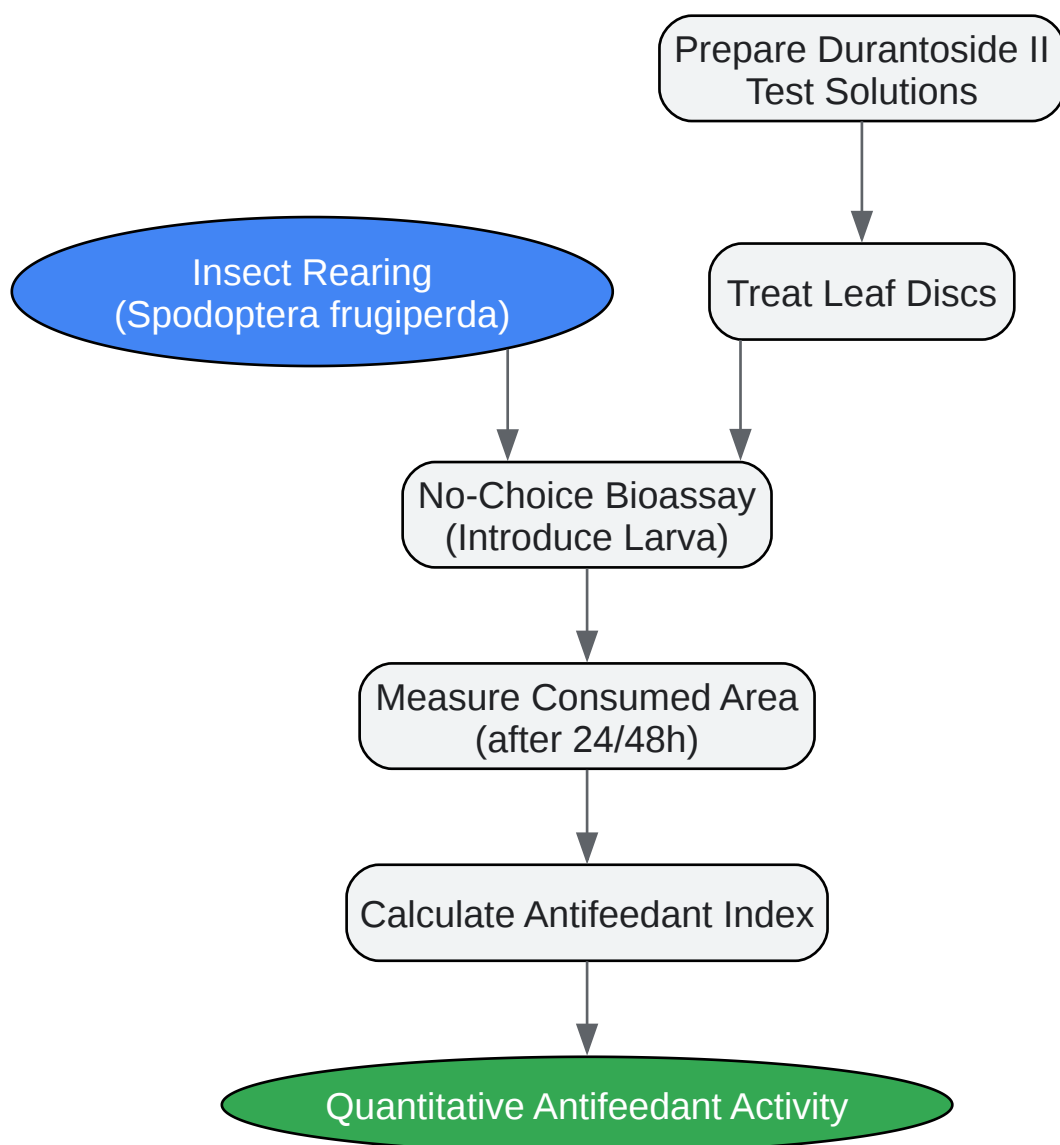 Prepare Durantoside II
Test Solutions
Insect Rearing
(Spodoptera frugiperda)
Treat Leaf Discs
No-Choice Bioassay
(Introduce Larva)
Measure Consumed Area
(after 24/48h)
Calculate Antifeedant Index
Quantitative Antifeedant Activity